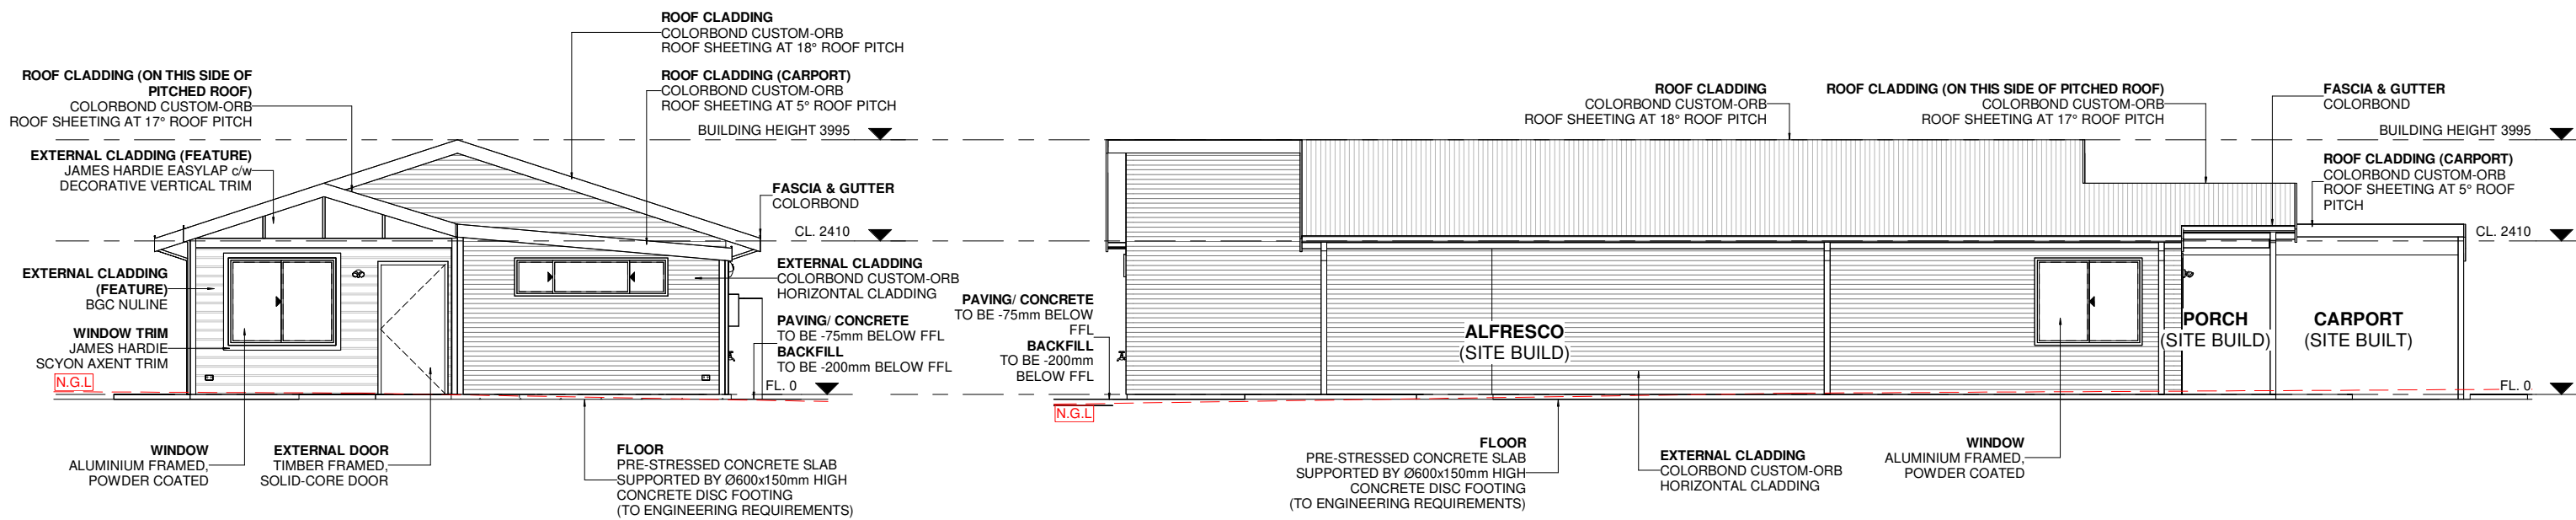 ROOF CLADDING
COLORBOND CUSTOM-ORB
ROOF SHEETING AT 18° ROOF PITCH
ROOF CLADDING (ON THIS SIDE OF
PITCHED ROOF)
COLORBOND CUSTOM-ORB
ROOF SHEETING AT 17° ROOF PITCH
ROOF CLADDING (CARPORT)
COLORBOND CUSTOM-ORB
ROOF SHEETING AT 5° ROOF PITCH
BUILDING HEIGHT 3995
EXTERNAL CLADDING (FEATURE)
JAMES HARDIE EASYLAP c/w
DECORATIVE VERTICAL TRIM
FASCIA & GUTTER
COLORBOND
CL. 2410
EXTERNAL CLADDING
(FEATURE)
BGC NULINE
EXTERNAL CLADDING
COLORBOND CUSTOM-ORB
HORIZONTAL CLADDING
WINDOW TRIM
JAMES HARDIE
SCYON AXENT TRIM
PAVING/ CONCRETE
TO BE -75mm BELOW FFL
BACKFILL
TO BE -200mm BELOW FFL
N.G.L
FL. 0
WINDOW
ALUMINIUM FRAMED,
POWDER COATED
EXTERNAL DOOR
TIMBER FRAMED,
SOLID-CORE DOOR
FLOOR
PRE-STRESSED CONCRETE SLAB
SUPPORTED BY Ø600x150mm HIGH
CONCRETE DISC FOOTING
(TO ENGINEERING REQUIREMENTS)
ROOF CLADDING
COLORBOND CUSTOM-ORB
ROOF SHEETING AT 18° ROOF PITCH
ROOF CLADDING (ON THIS SIDE OF PITCHED ROOF)
COLORBOND CUSTOM-ORB
ROOF SHEETING AT 17° ROOF PITCH
FASCIA & GUTTER
COLORBOND
BUILDING HEIGHT 3995
ROOF CLADDING (CARPORT)
COLORBOND CUSTOM-ORB
ROOF SHEETING AT 5° ROOF
PITCH
CL. 2410
PAVING/ CONCRETE
TO BE -75mm BELOW
FFL
BACKFILL
TO BE -200mm
BELOW FFL
ALFRESCO
(SITE BUILD)
PORCH
(SITE BUILD)
CARPORT
(SITE BUILT)
FL. 0
N.G.L
FLOOR
PRE-STRESSED CONCRETE SLAB
SUPPORTED BY Ø600x150mm HIGH
CONCRETE DISC FOOTING
(TO ENGINEERING REQUIREMENTS)
EXTERNAL CLADDING
COLORBOND CUSTOM-ORB
HORIZONTAL CLADDING
WINDOW
ALUMINIUM FRAMED,
POWDER COATED